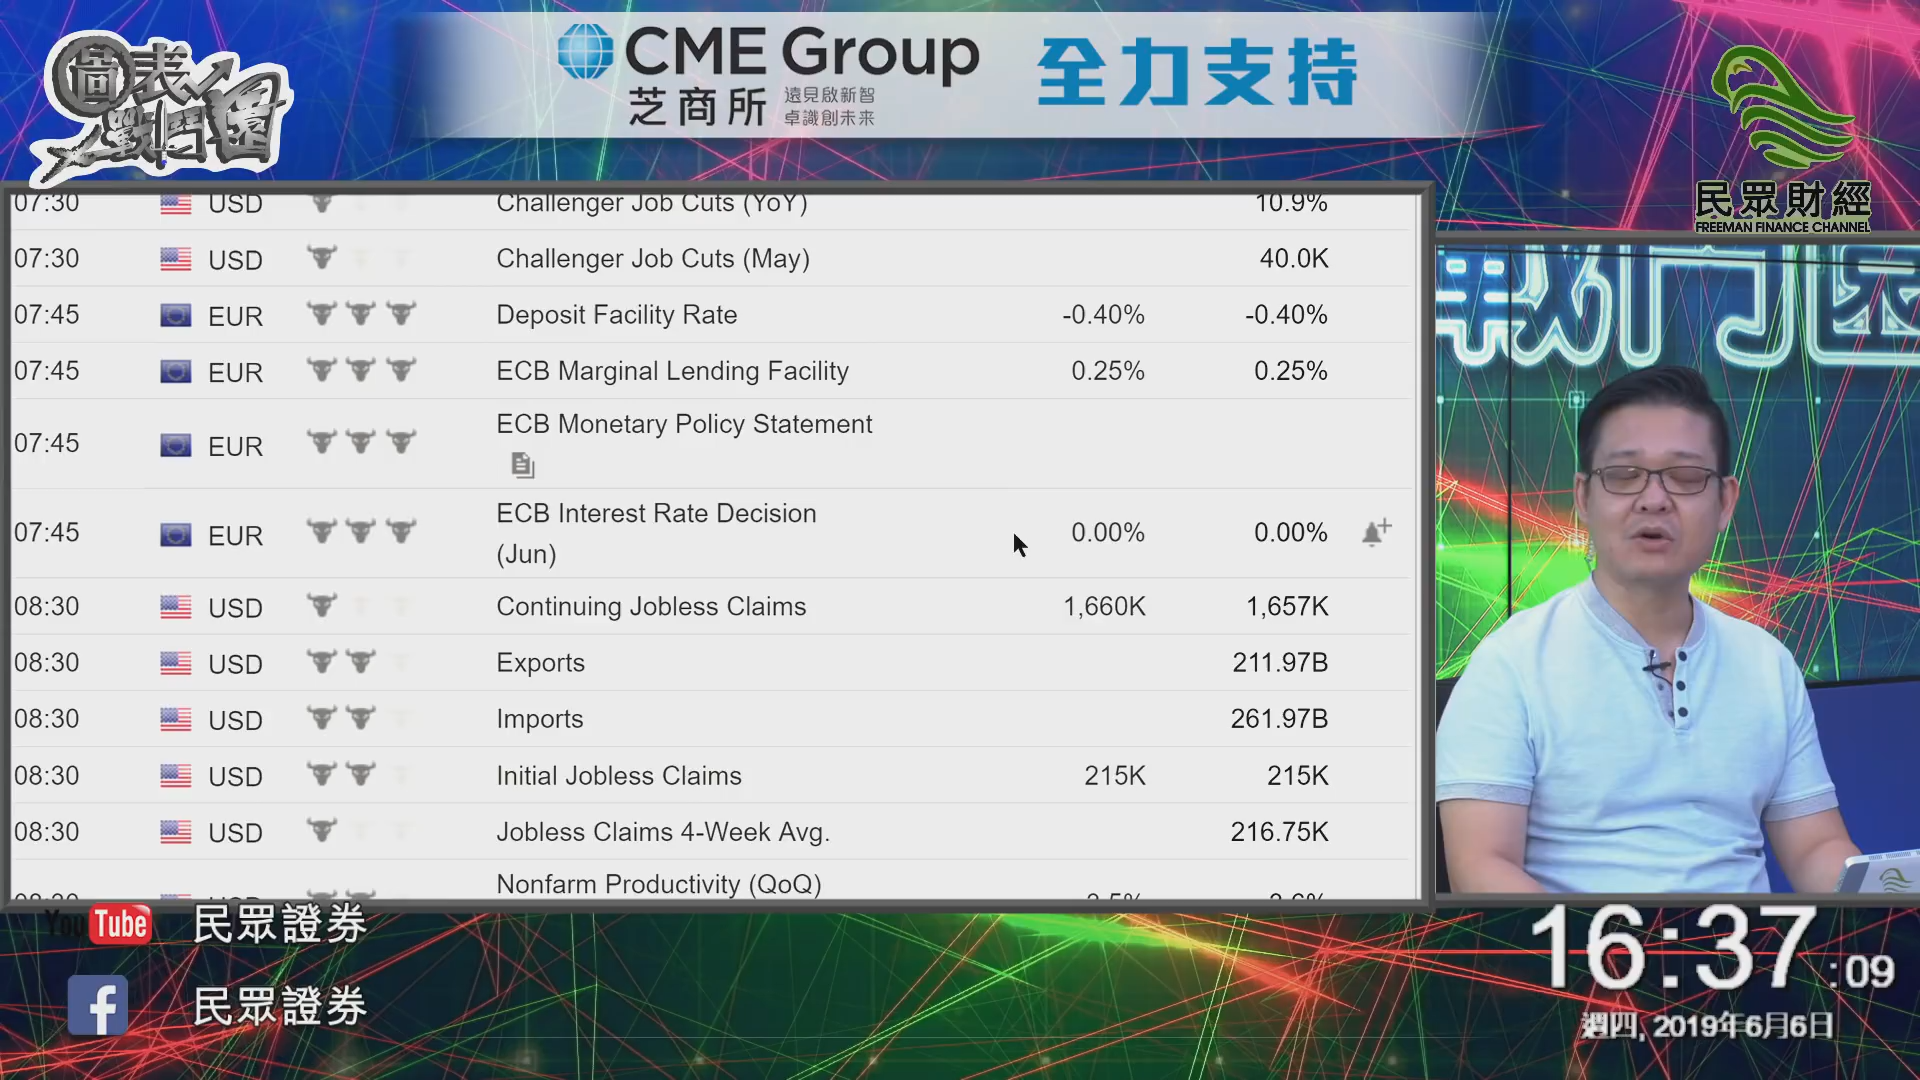 圖表
戰鬥圈
CME Group
芝商所
遠見啟新智
卓識創未來
全力支持
民眾財經
FREEMAN FINANCE CHANNEL
07:30 USD Challenger Job Cuts (YoY) 10.9%
07:30 USD Challenger Job Cuts (May) 40.0K
07:45 EUR Deposit Facility Rate -0.40% -0.40%
07:45 EUR ECB Marginal Lending Facility 0.25% 0.25%
07:45 EUR ECB Monetary Policy Statement
07:45 EUR ECB Interest Rate Decision (Jun) 0.00% 0.00%
08:30 USD Continuing Jobless Claims 1,660K 1,657K
08:30 USD Exports 211.97B
08:30 USD Imports 261.97B
08:30 USD Initial Jobless Claims 215K 215K
08:30 USD Jobless Claims 4-Week Avg. 216.75K
Nonfarm Productivity (QoQ)
YouTube 民眾證券
f 民眾證券
16:37:09
週四, 2019年6月6日